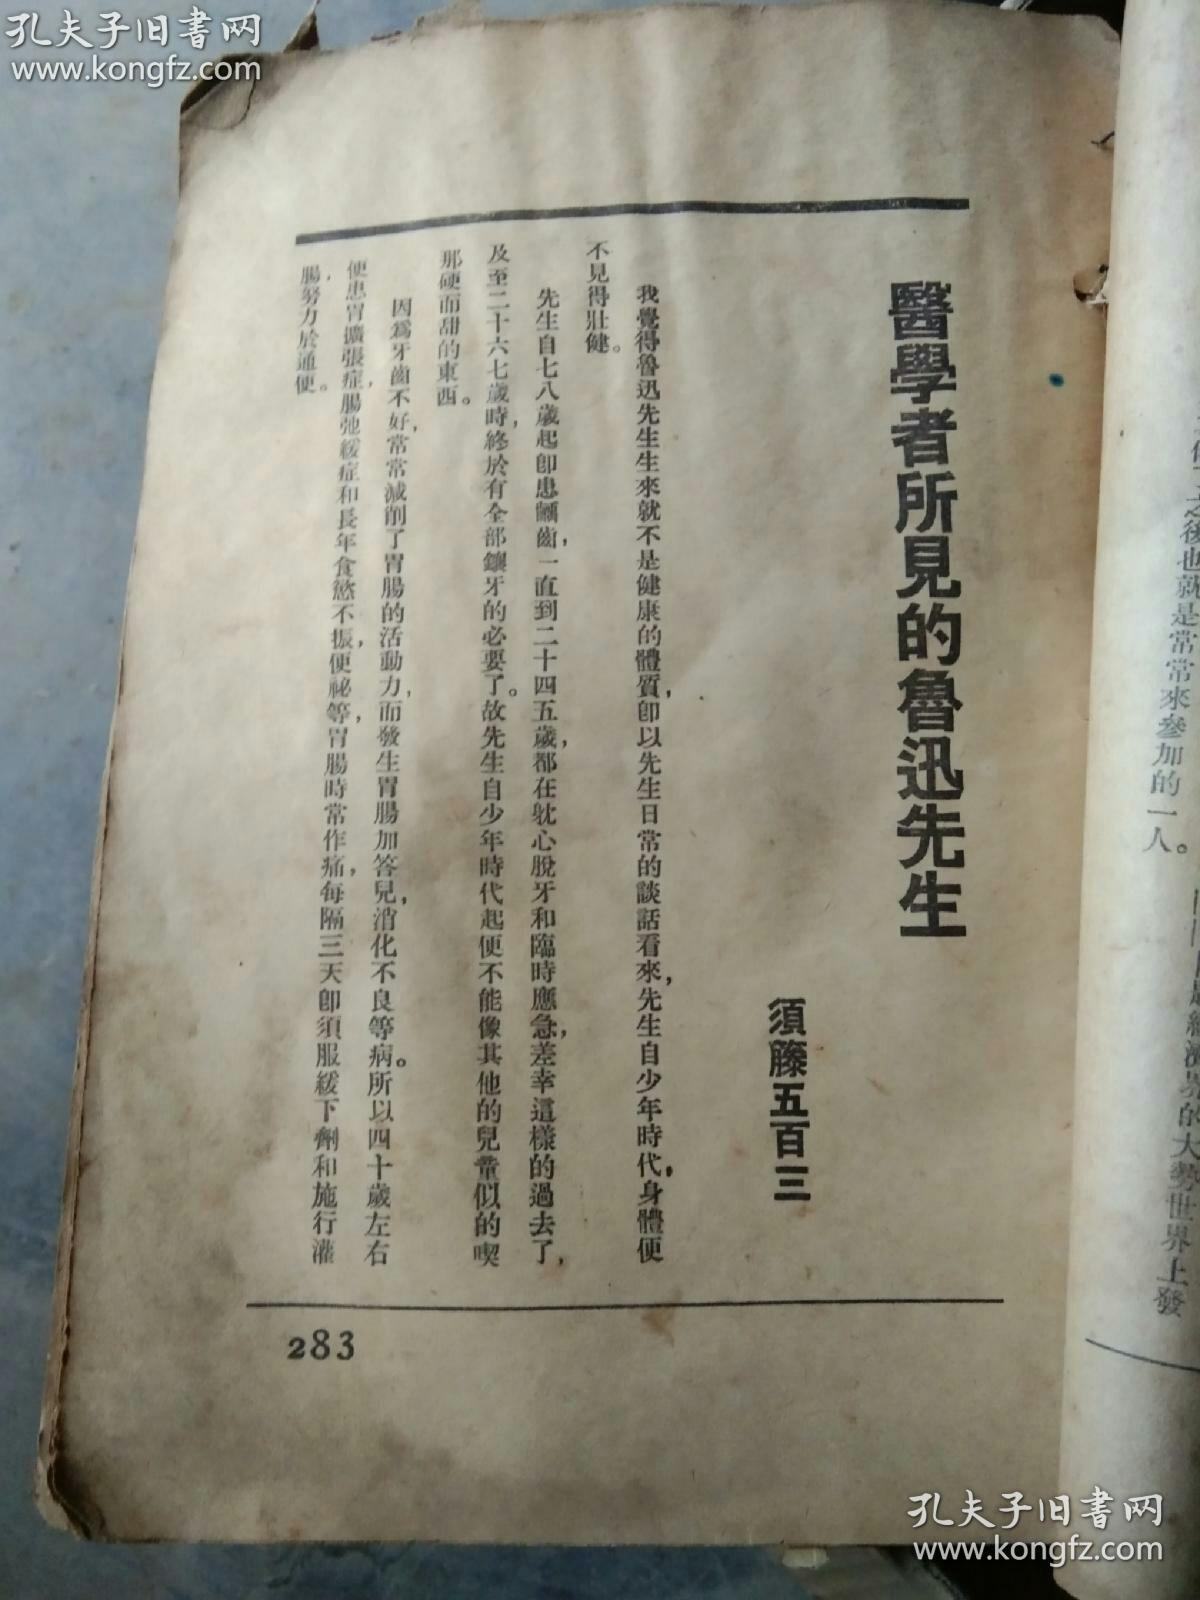 孔夫子旧书网
www.kongfz.com
之後也就是常常來參加的一人。
的大勢世界上發
醫學者所見的魯迅先生
須藤五百三
我覺得魯迅先生生來就不是健康的體質，卽以先生日常的談話看來，先生自少年時代，身體便
不見得壯健。
先生自七八歲起卽患齲齒，一直到二十四五歲，都在躭心脫牙和臨時應急，差幸這樣的過去了，
及至二十六七歲時，終於有全部鑲牙的必要了。故先生自少年時代起便不能像其他的兒童似的喫
那硬而甜的東西。
因爲牙齒不好，常常減削了胃腸的活動力，而發生胃腸加答兒，消化不良等病。所以四十歲左右
便患胃擴張症，腸弛緩症和長年食慾不振，便祕等，胃腸時常作痛，每隔三天卽須服緩下劑和施行灌
腸，努力於通便。
283
孔夫子旧书网
www.kongfz.com